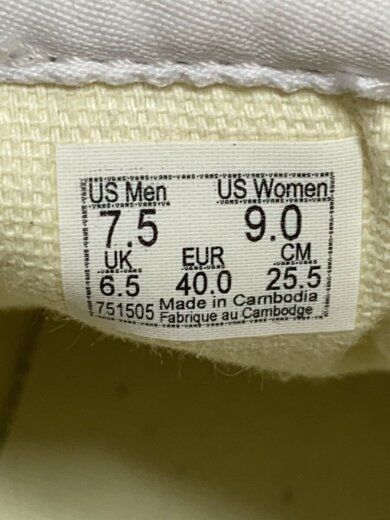 US Men US Women
7.5 9.0
UK EUR CM
6.5 40.0 25.5
751505 Made in Cambodia
Fabrique au Cambodge